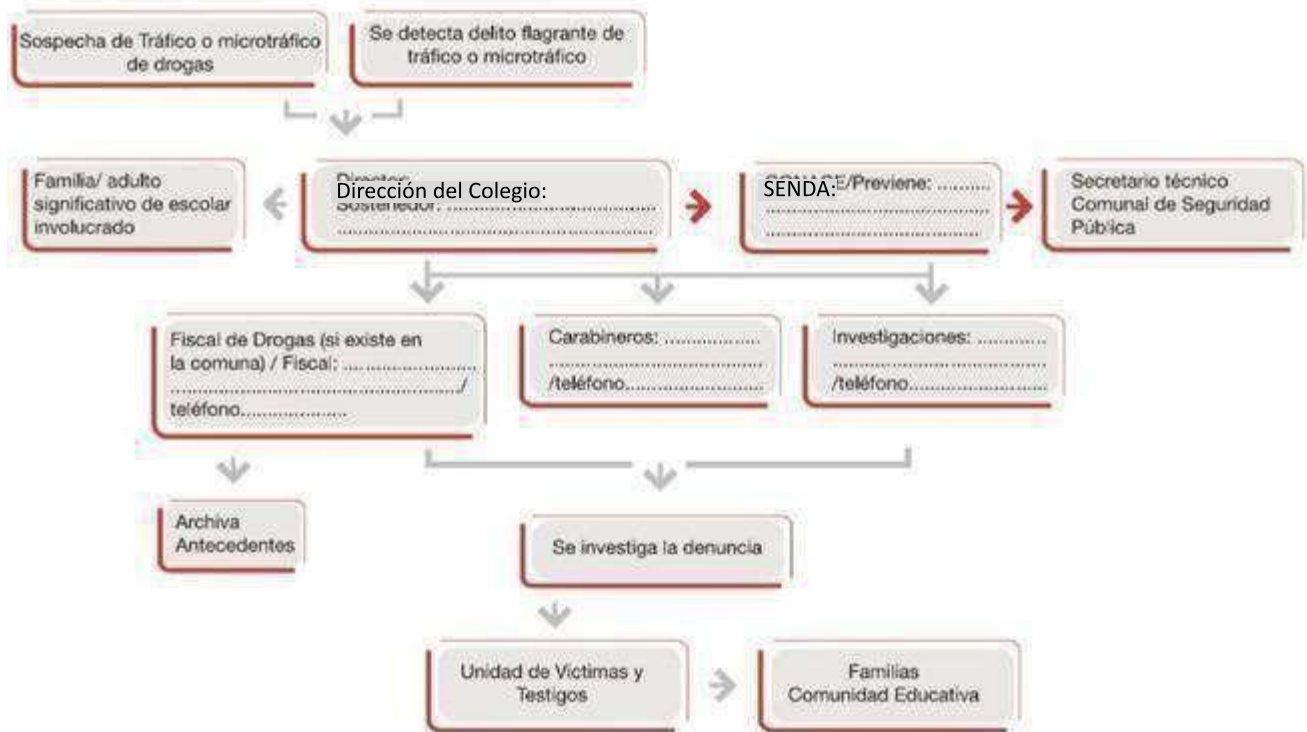 Sospecha de Tráfico o microtráfico
de drogas
Se detecta delito flagrante de
tráfico o microtráfico
Familia/ adulto
significativo de escolar
involucrado
Dirección del Colegio:
Sostenedor: ..........................................
................................................................
SENDA: /Previene: ..........
............................................
..........................................
Secretario técnico
Comunal de Seguridad
Pública
Fiscal de Drogas (si existe en
la comuna) / Fiscal: ...........................
........................................................../
teléfono.....................
Carabineros: ...................
..........................................
/teléfono...........................
Investigaciones: .............
..........................................
/teléfono...........................
Archiva
Antecedentes
Se investiga la denuncia
Unidad de Victimas y
Testigos
Familias
Comunidad Educativa